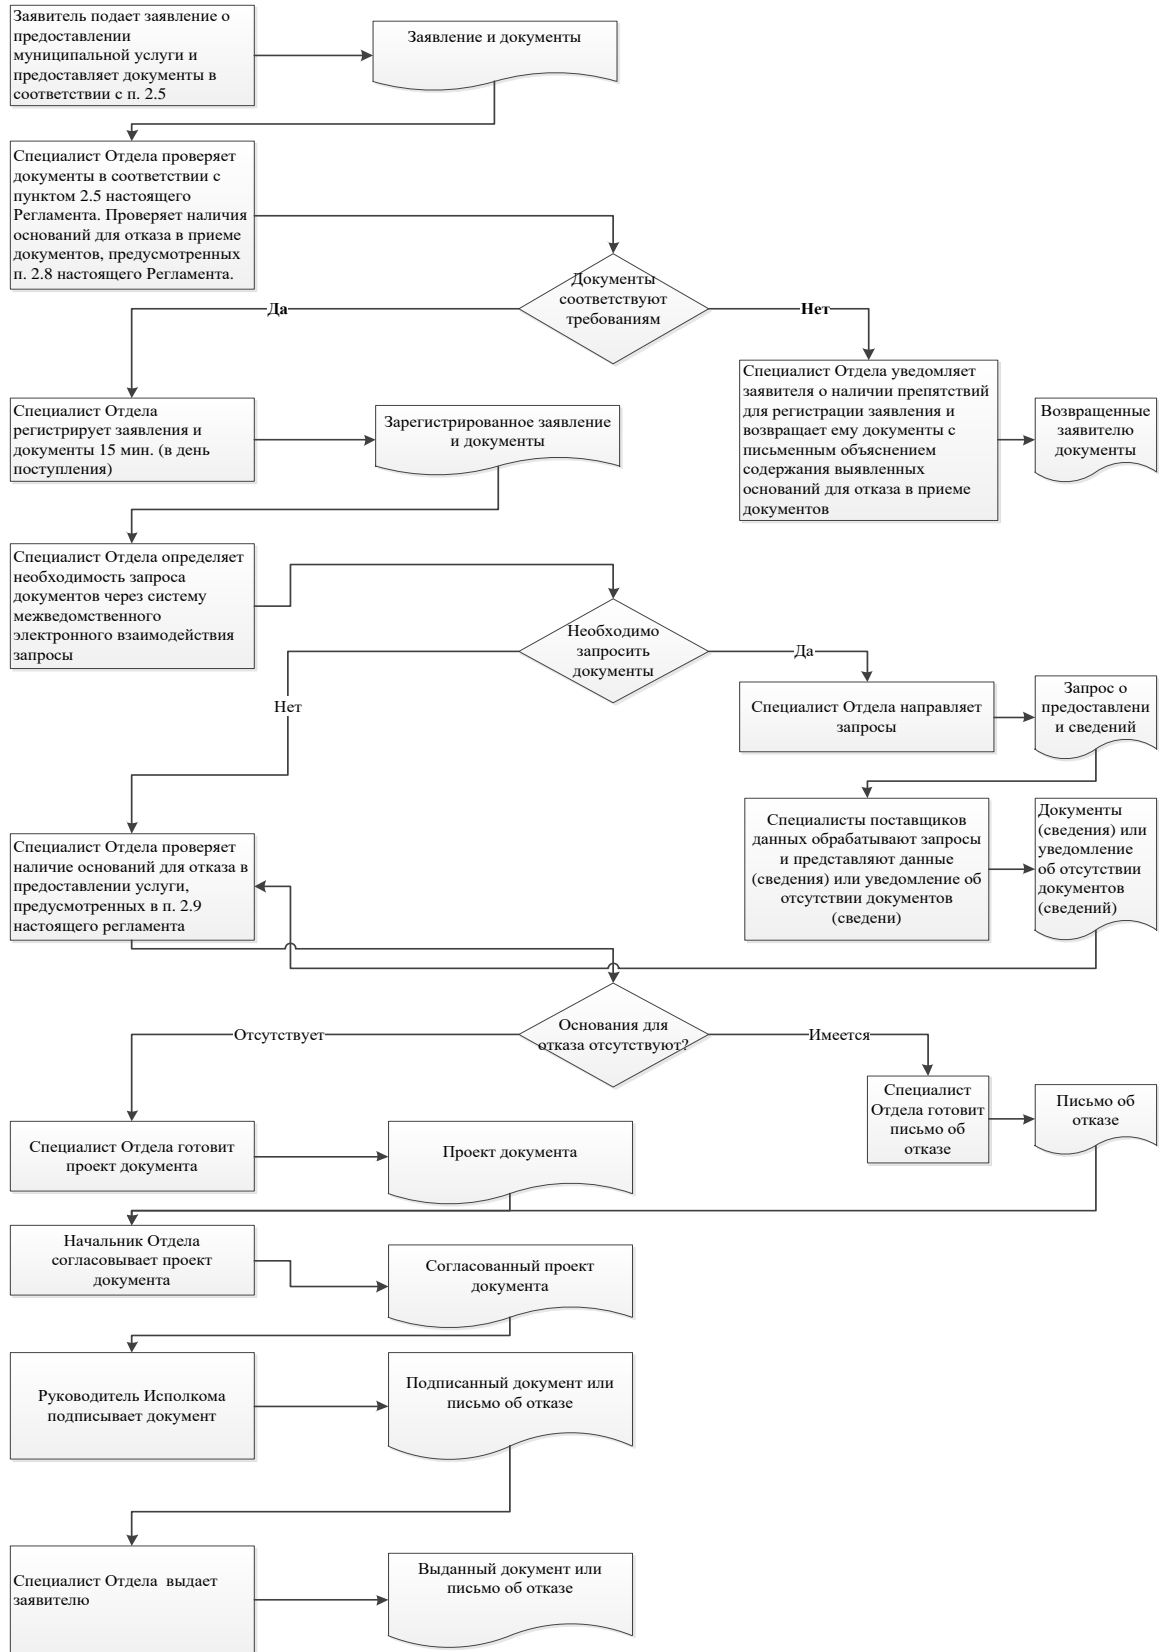 Заявитель подает заявление о
предоставлении
муниципальной услуги и
предоставляет документы в
соответствии с п. 2.5
Заявление и документы
Специалист Отдела проверяет
документы в соответствии с
пунктом 2.5 настоящего
Регламента. Проверяет наличия
оснований для отказа в приеме
документов, предусмотренных
п. 2.8 настоящего Регламента.
Документы
соответствуют
требованиям
Да
Нет
Специалист Отдела
регистрирует заявления и
документы 15 мин. (в день
поступления)
Зарегистрированное заявление
и документы
Специалист Отдела уведомляет
заявителя о наличии препятствий
для регистрации заявления и
возвращает ему документы с
письменным объяснением
содержания выявленных
оснований для отказа в приеме
документов
Возвращенные
заявителю
документы
Специалист Отдела определяет
необходимость запроса
документов через систему
межведомственного
электронного взаимодействия
запросы
Необходимо
запросить
документы
Да
Нет
Специалист Отдела направляет
запросы
Запрос о
предоставлени
и сведений
Специалисты поставщиков
данных обрабатывают запросы
и представляют данные
(сведения) или уведомление об
отсутствии документов
(сведени)
Документы
(сведения) или
уведомление
об отсутствии
документов
(сведений)
Специалист Отдела проверяет
наличие оснований для отказа в
предоставлении услуги,
предусмотренных в п. 2.9
настоящего регламента
Основания для
отказа отсутствуют?
Отсутствует
Имеется
Специалист
Отдела готовит
письмо об
отказе
Письмо об
отказе
Специалист Отдела готовит
проект документа
Проект документа
Начальник Отдела
согласовывает проект
документа
Согласованный проект
документа
Руководитель Исполкома
подписывает документ
Подписанный документ или
письмо об отказе
Специалист Отдела  выдает
заявителю
Выданный документ или
письмо об отказе